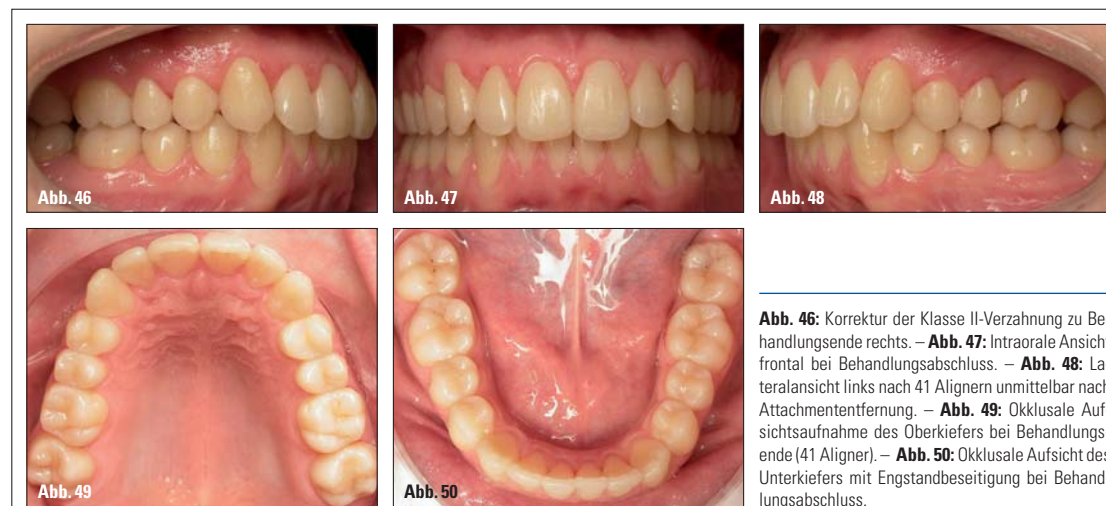 Abb. 46
Abb. 47
Abb. 48
Abb. 49
Abb. 50
Abb. 46: Korrektur der Klasse II-Verzahnung zu Be-
handlungsende rechts. – Abb. 47: Intraorale Ansicht
frontal bei Behandlungsabschluss. – Abb. 48: La-
teralansicht links nach 41 Alignern unmittelbar nach
Attachmententfernung. – Abb. 49: Okklusale Auf-
sichtsaufnahme des Oberkiefers bei Behandlungs-
ende (41 Aligner). – Abb. 50: Okklusale Aufsicht des
Unterkiefers mit Engstandbeseitigung bei Behand-
lungsabschluss.